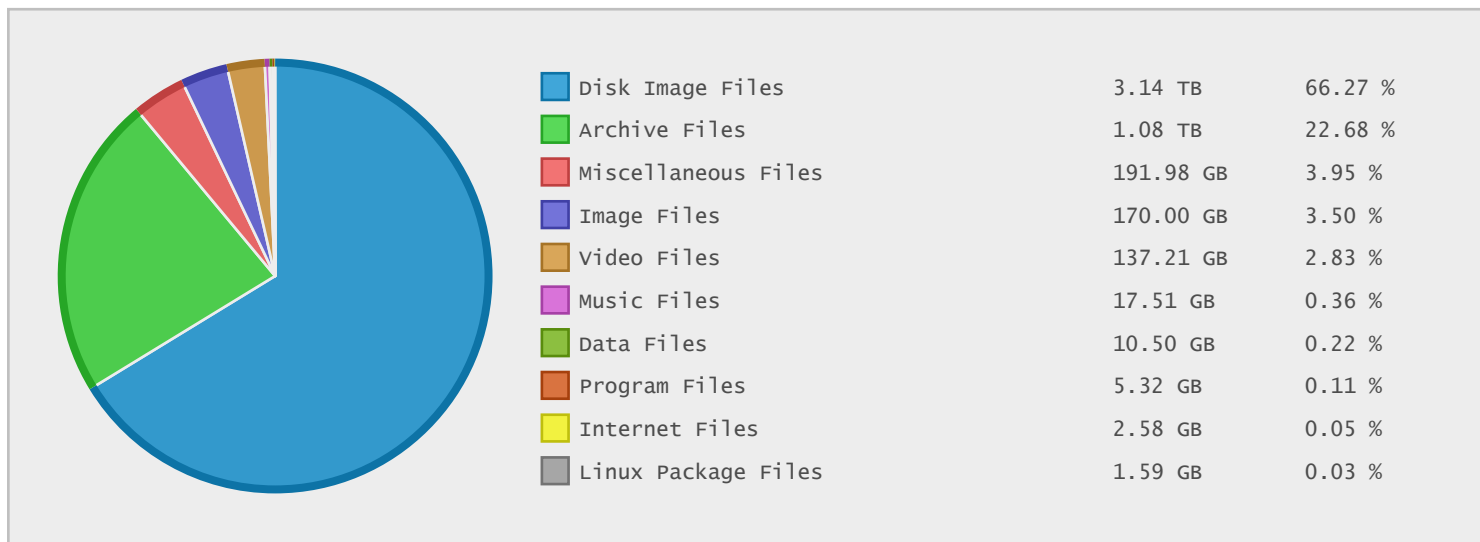 Disk Image Files 3.14 TB 66.27 %
Archive Files 1.08 TB 22.68 %
Miscellaneous Files 191.98 GB 3.95 %
Image Files 170.00 GB 3.50 %
Video Files 137.21 GB 2.83 %
Music Files 17.51 GB 0.36 %
Data Files 10.50 GB 0.22 %
Program Files 5.32 GB 0.11 %
Internet Files 2.58 GB 0.05 %
Linux Package Files 1.59 GB 0.03 %